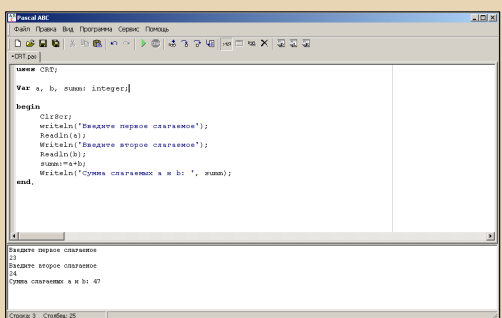 Pascal ABC
Файл Правка Вид Программа Сервис Помощь
•CRT.pas
uses CRT;
Var a, b, summ: integer;
begin
ClrScr;
writeln('Введите первое слагаемое');
Readln(a);
Writeln('Введите второе слагаемое');
Readln(b);
summ:=a+b;
Writeln('Сумма слагаемых a и b: ', summ);
end.
Введите первое слагаемое
23
Введите второе слагаемое
24
Сумма слагаемых a и b: 47
Строка: 3 Столбец: 25